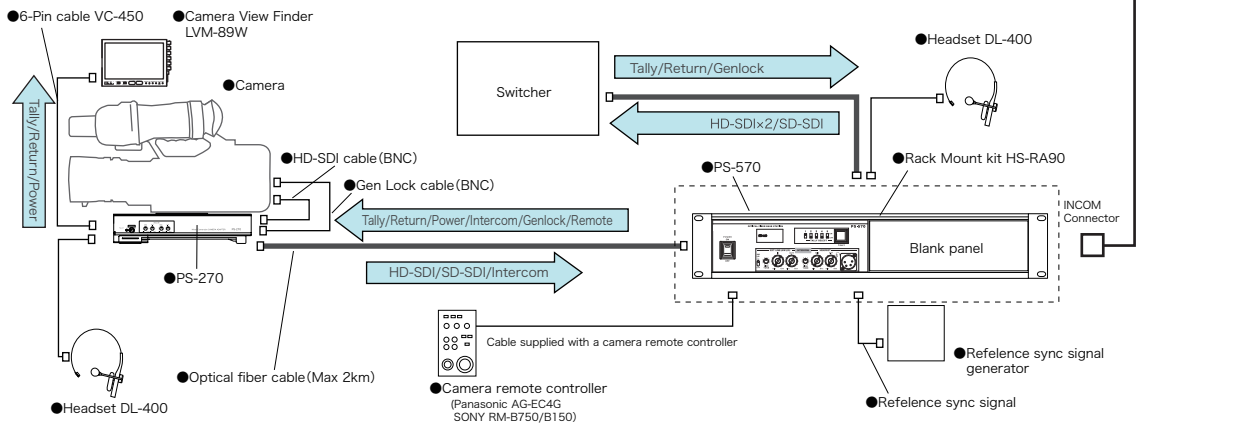 ●6-Pin cable VC-450
●Camera View Finder
LVM-89W
●Camera
Tally/Return/Power
●HD-SDI cable(BNC)
●Gen Lock cable(BNC)
Switcher
Tally/Return/Genlock
HD-SDI×2/SD-SDI
●Headset DL-400
●PS-570
●Rack Mount kit HS-RA90
INCOM
Connector
Tally/Return/Power/Intercom/Genlock/Remote
HD-SDI/SD-SDI/Intercom
Blank panel
●PS-270
Cable supplied with a camera remote controller
●Optical fiber cable(Max 2km)
●Headset DL-400
●Camera remote controller
(Panasonic AG-EC4G
SONY RM-B750/B150)
●Refelence sync signal
generator
●Refelence sync signal